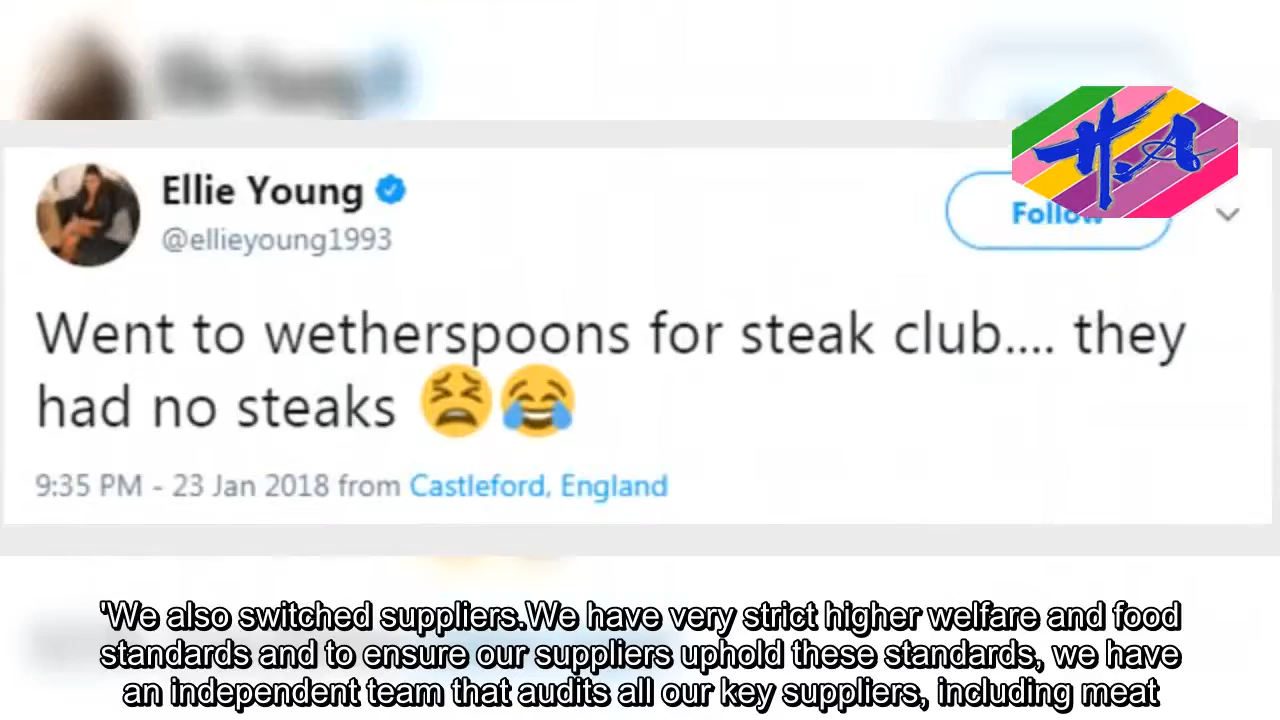 H.A
Ellie Young
@ellieyoung1993
Follow
Went to wetherspoons for steak club.... they
had no steaks 😫😂
9:35 PM - 23 Jan 2018 from Castleford, England
'We also switched suppliers.We have very strict higher welfare and food
standards and to ensure our suppliers uphold these standards, we have
an independent team that audits all our key suppliers, including meat